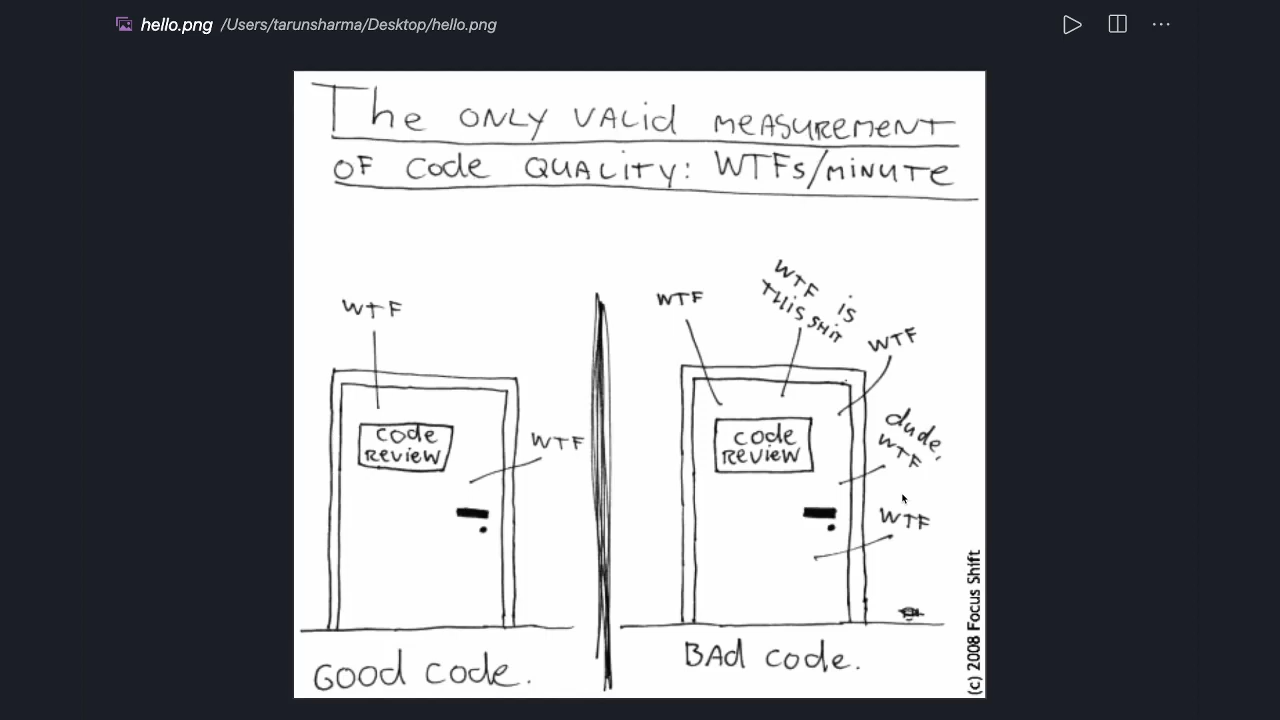 hello.png /Users/tarunsharma/Desktop/hello.png
The ONLY VALid meASUREMENT
OF Code QUALITY: WTFs/MINUTE
WTF
code
REVIEW
WTF
GOOD code.
WTF
WTF is
THIS SHIT
WTF
code
REVIEW
dude,
WTF
WTF
BAd code.
(c) 2008 Focus Shift